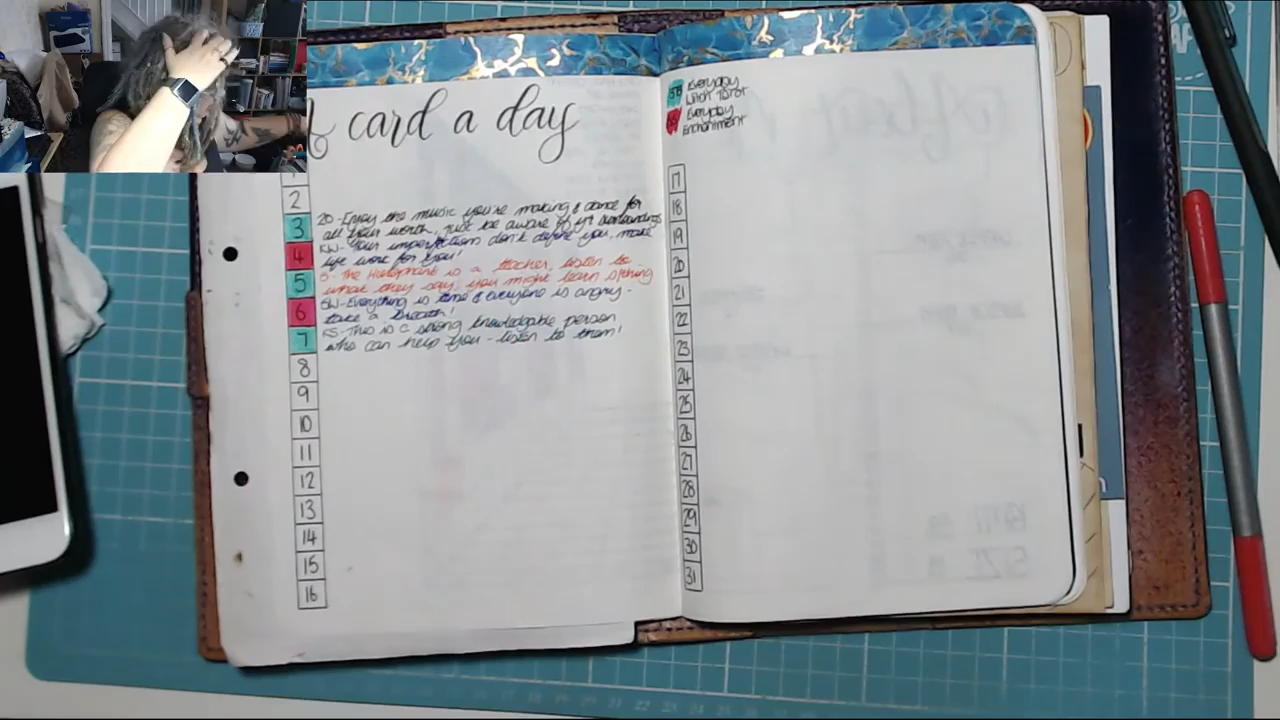 card a day
Everyday
Witch Tarot
Everyday
Enchantment
2
3
4
5
6
7
8
9
10
11
12
13
14
15
16
2D - Enjoy the music you're making & dance for
all your worth, just be aware of yr surroundings
KW - Your imperfections don't define you, make
life work for you!
5 - The Hierophant is a teacher, listen to
what they say, you might learn s/thing
5W - Everything is & everyone is angry -
take a breath!
KS - This is a strong knowledgable person
who can help you - listen to them!
17
18
19
20
21
22
23
24
25
26
27
28
29
30
31